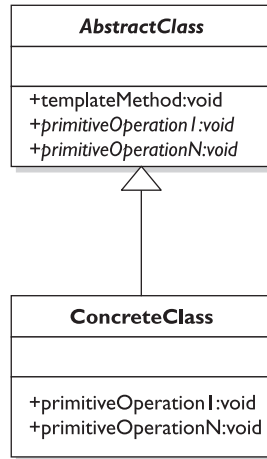 AbstractClass
+templateMethod:void
+primitiveOperation1:void
+primitiveOperationN:void
ConcreteClass
+primitiveOperation1:void
+primitiveOperationN:void